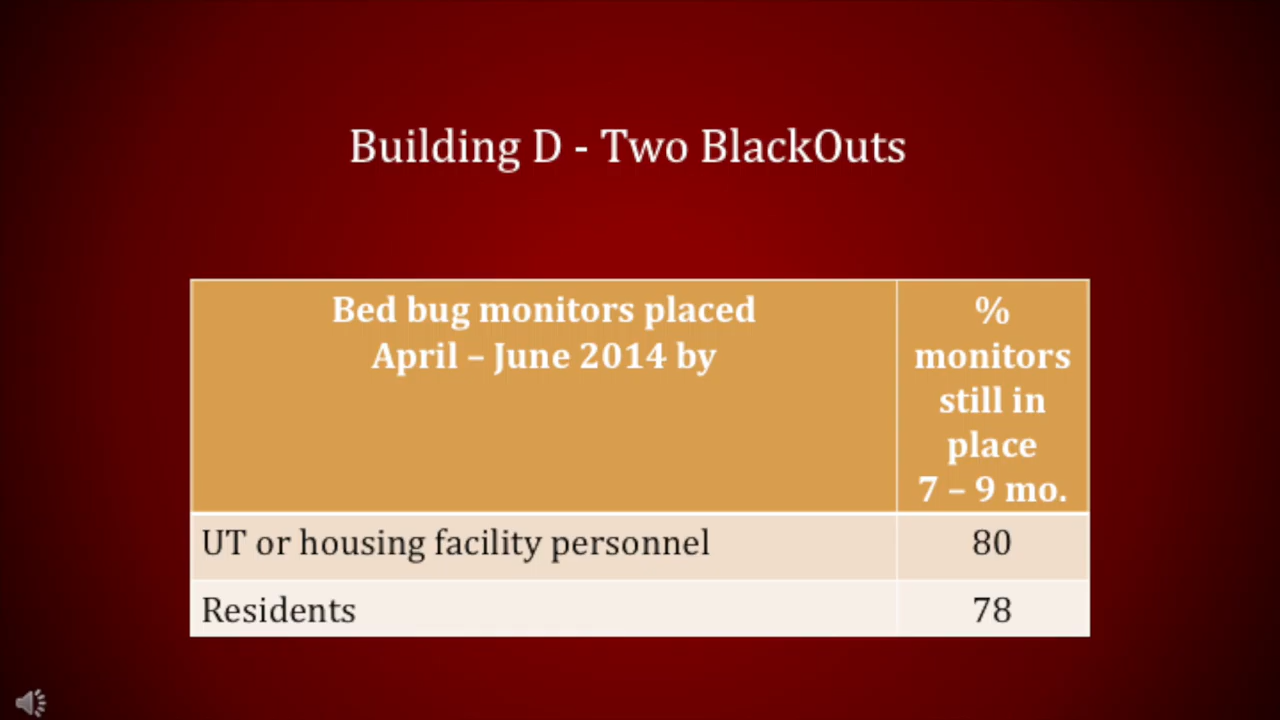 Building D - Two BlackOuts
Bed bug monitors placed
April – June 2014 by
%
monitors
still in
place
7 – 9 mo.
UT or housing facility personnel
80
Residents
78